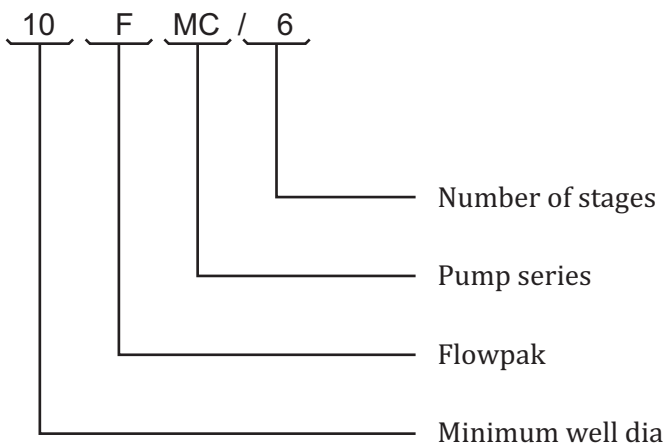 10 F MC / 6
Number of stages
Pump series
Flowpak
Minimum well dia